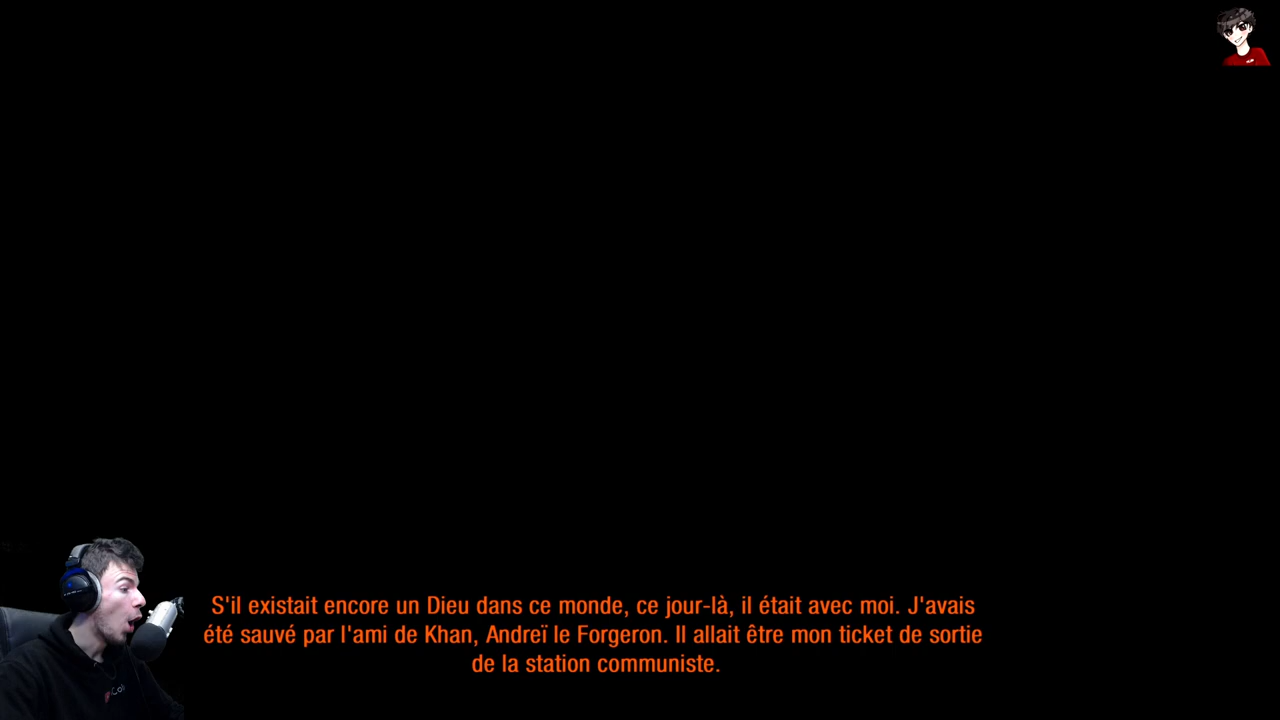 S'il existait encore un Dieu dans ce monde, ce jour-là, il était avec moi. J'avais
été sauvé par l'ami de Khan, Andreï le Forgeron. Il allait être mon ticket de sortie
de la station communiste.